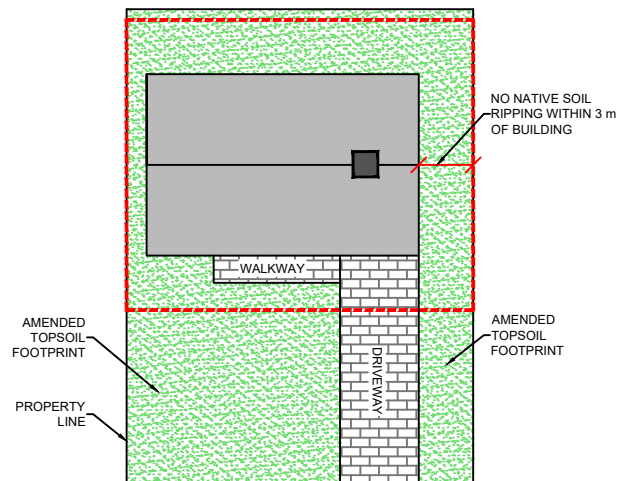 NO NATIVE SOIL
RIPPING WITHIN 3 m
OF BUILDING
WALKWAY
AMENDED
TOPSOIL
FOOTPRINT
AMENDED
TOPSOIL
FOOTPRINT
DRIVEWAY
PROPERTY
LINE